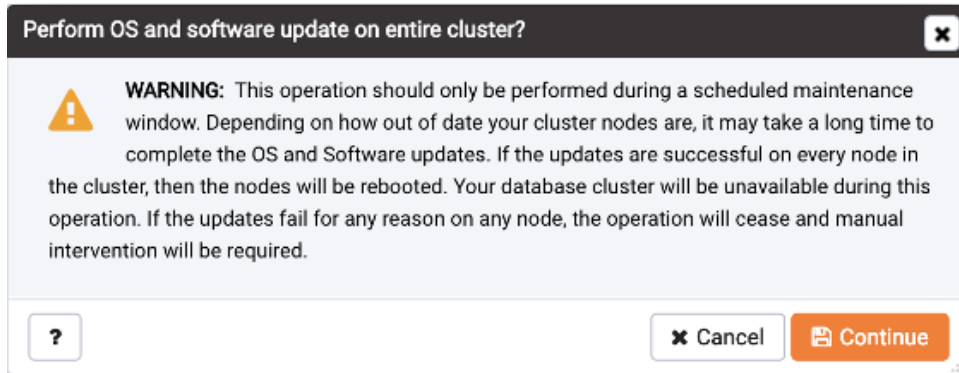 Perform OS and software update on entire cluster?
WARNING: This operation should only be performed during a scheduled maintenance
window. Depending on how out of date your cluster nodes are, it may take a long time to
complete the OS and Software updates. If the updates are successful on every node in
the cluster, then the nodes will be rebooted. Your database cluster will be unavailable during this
operation. If the updates fail for any reason on any node, the operation will cease and manual
intervention will be required.
? Cancel Continue